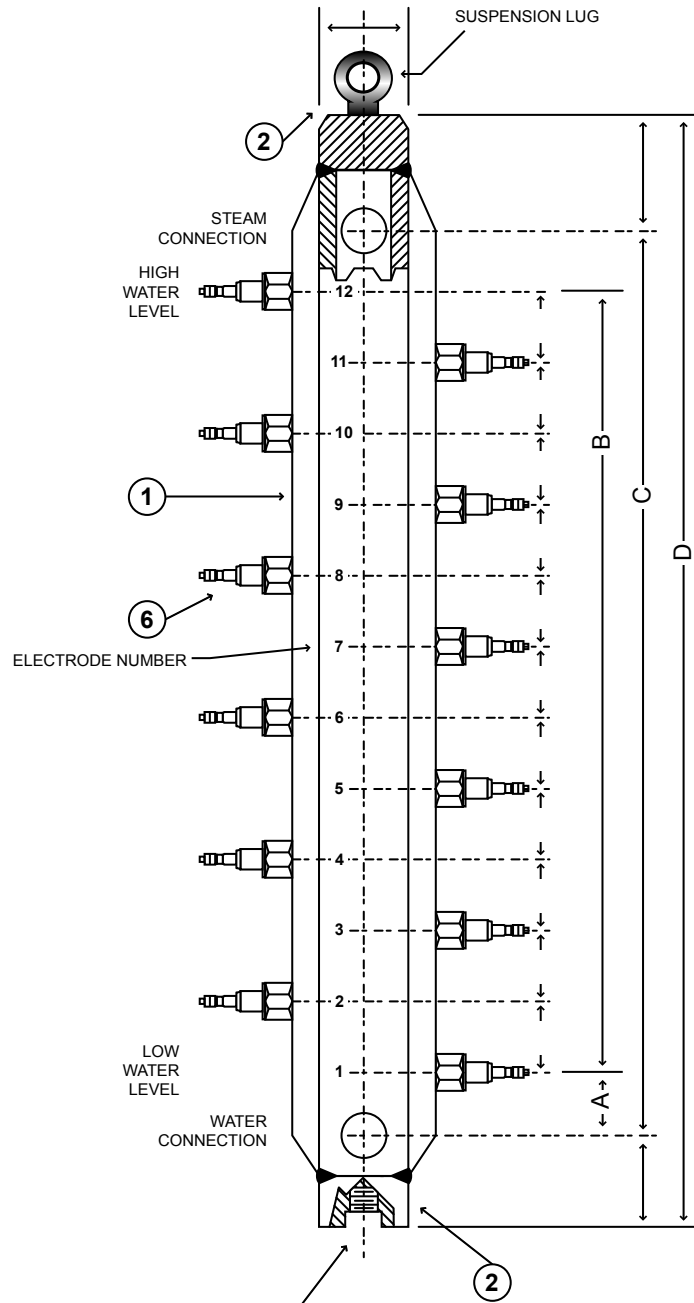 SUSPENSION LUG
2
STEAM
CONNECTION
HIGH
WATER
LEVEL
12
11
10
B
C
D
1
9
8
6
7
ELECTRODE NUMBER
6
5
4
3
2
LOW
WATER
LEVEL
1
A
WATER
CONNECTION
2